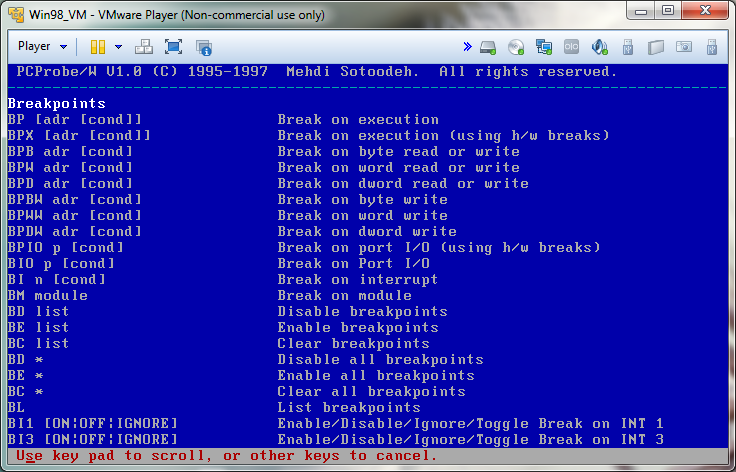 Win98_VM - VMware Player (Non-commercial use only)
Player
PCProbe/W V1.0 (C) 1995-1997  Mehdi Sotoodeh.  All rights reserved.
Breakpoints
BP [adr [cond]] Break on execution
BPX [adr [cond]] Break on execution (using h/w breaks)
BPB adr [cond] Break on byte read or write
BPW adr [cond] Break on word read or write
BPD adr [cond] Break on dword read or write
BPBW adr [cond] Break on byte write
BPWW adr [cond] Break on word write
BPDW adr [cond] Break on dword write
BPIO p [cond] Break on port I/O (using h/w breaks)
BIO p [cond] Break on Port I/O
BI n [cond] Break on interrupt
BM module Break on module
BD list Disable breakpoints
BE list Enable breakpoints
BC list Clear breakpoints
BD * Disable all breakpoints
BE * Enable all breakpoints
BC * Clear all breakpoints
BL List breakpoints
BI1 [ON¦OFF¦IGNORE] Enable/Disable/Ignore/Toggle Break on INT 1
BI3 [ON¦OFF¦IGNORE] Enable/Disable/Ignore/Toggle Break on INT 3
Use key pad to scroll, or other keys to cancel.